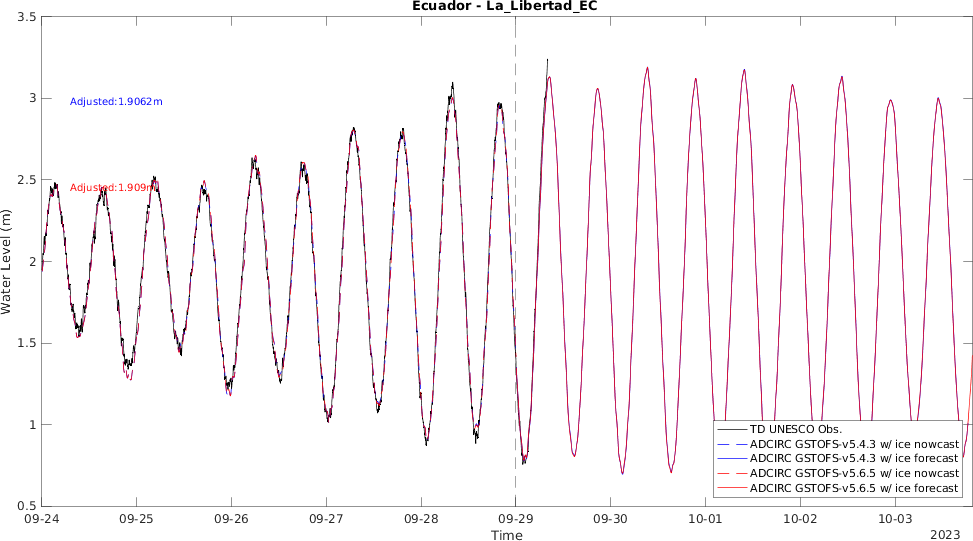 Ecuador - La_Libertad_EC
3.5
3
2.5
2
1.5
1
0.5
Water Level (m)
Adjusted:1.9062m
Adjusted:1.909m
TD UNESCO Obs.
ADCIRC GSTOFS-v5.4.3 w/ ice nowcast
ADCIRC GSTOFS-v5.4.3 w/ ice forecast
ADCIRC GSTOFS-v5.6.5 w/ ice nowcast
ADCIRC GSTOFS-v5.6.5 w/ ice forecast
09-24 09-25 09-26 09-27 09-28 09-29 09-30 10-01 10-02 10-03
Time
2023